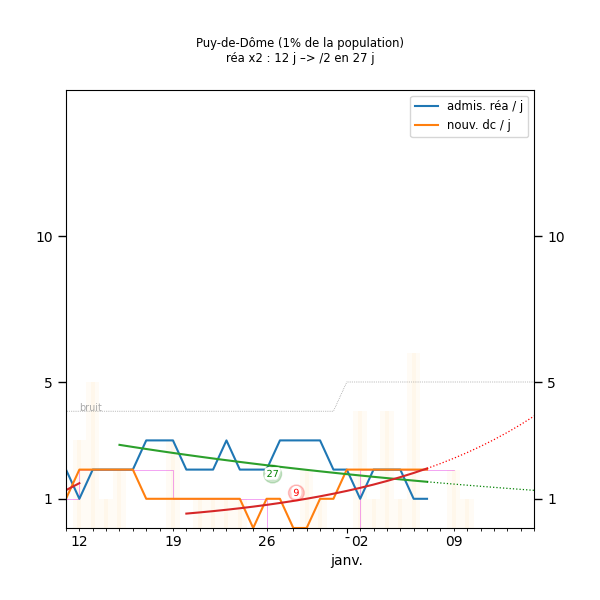 Puy-de-Dôme (1% de la population)
réa x2 : 12 j –> /2 en 27 j
admis. réa / j
nouv. dc / j
10
10
5
5
bruit
27
9
1
1
12
19
26
02
09
janv.